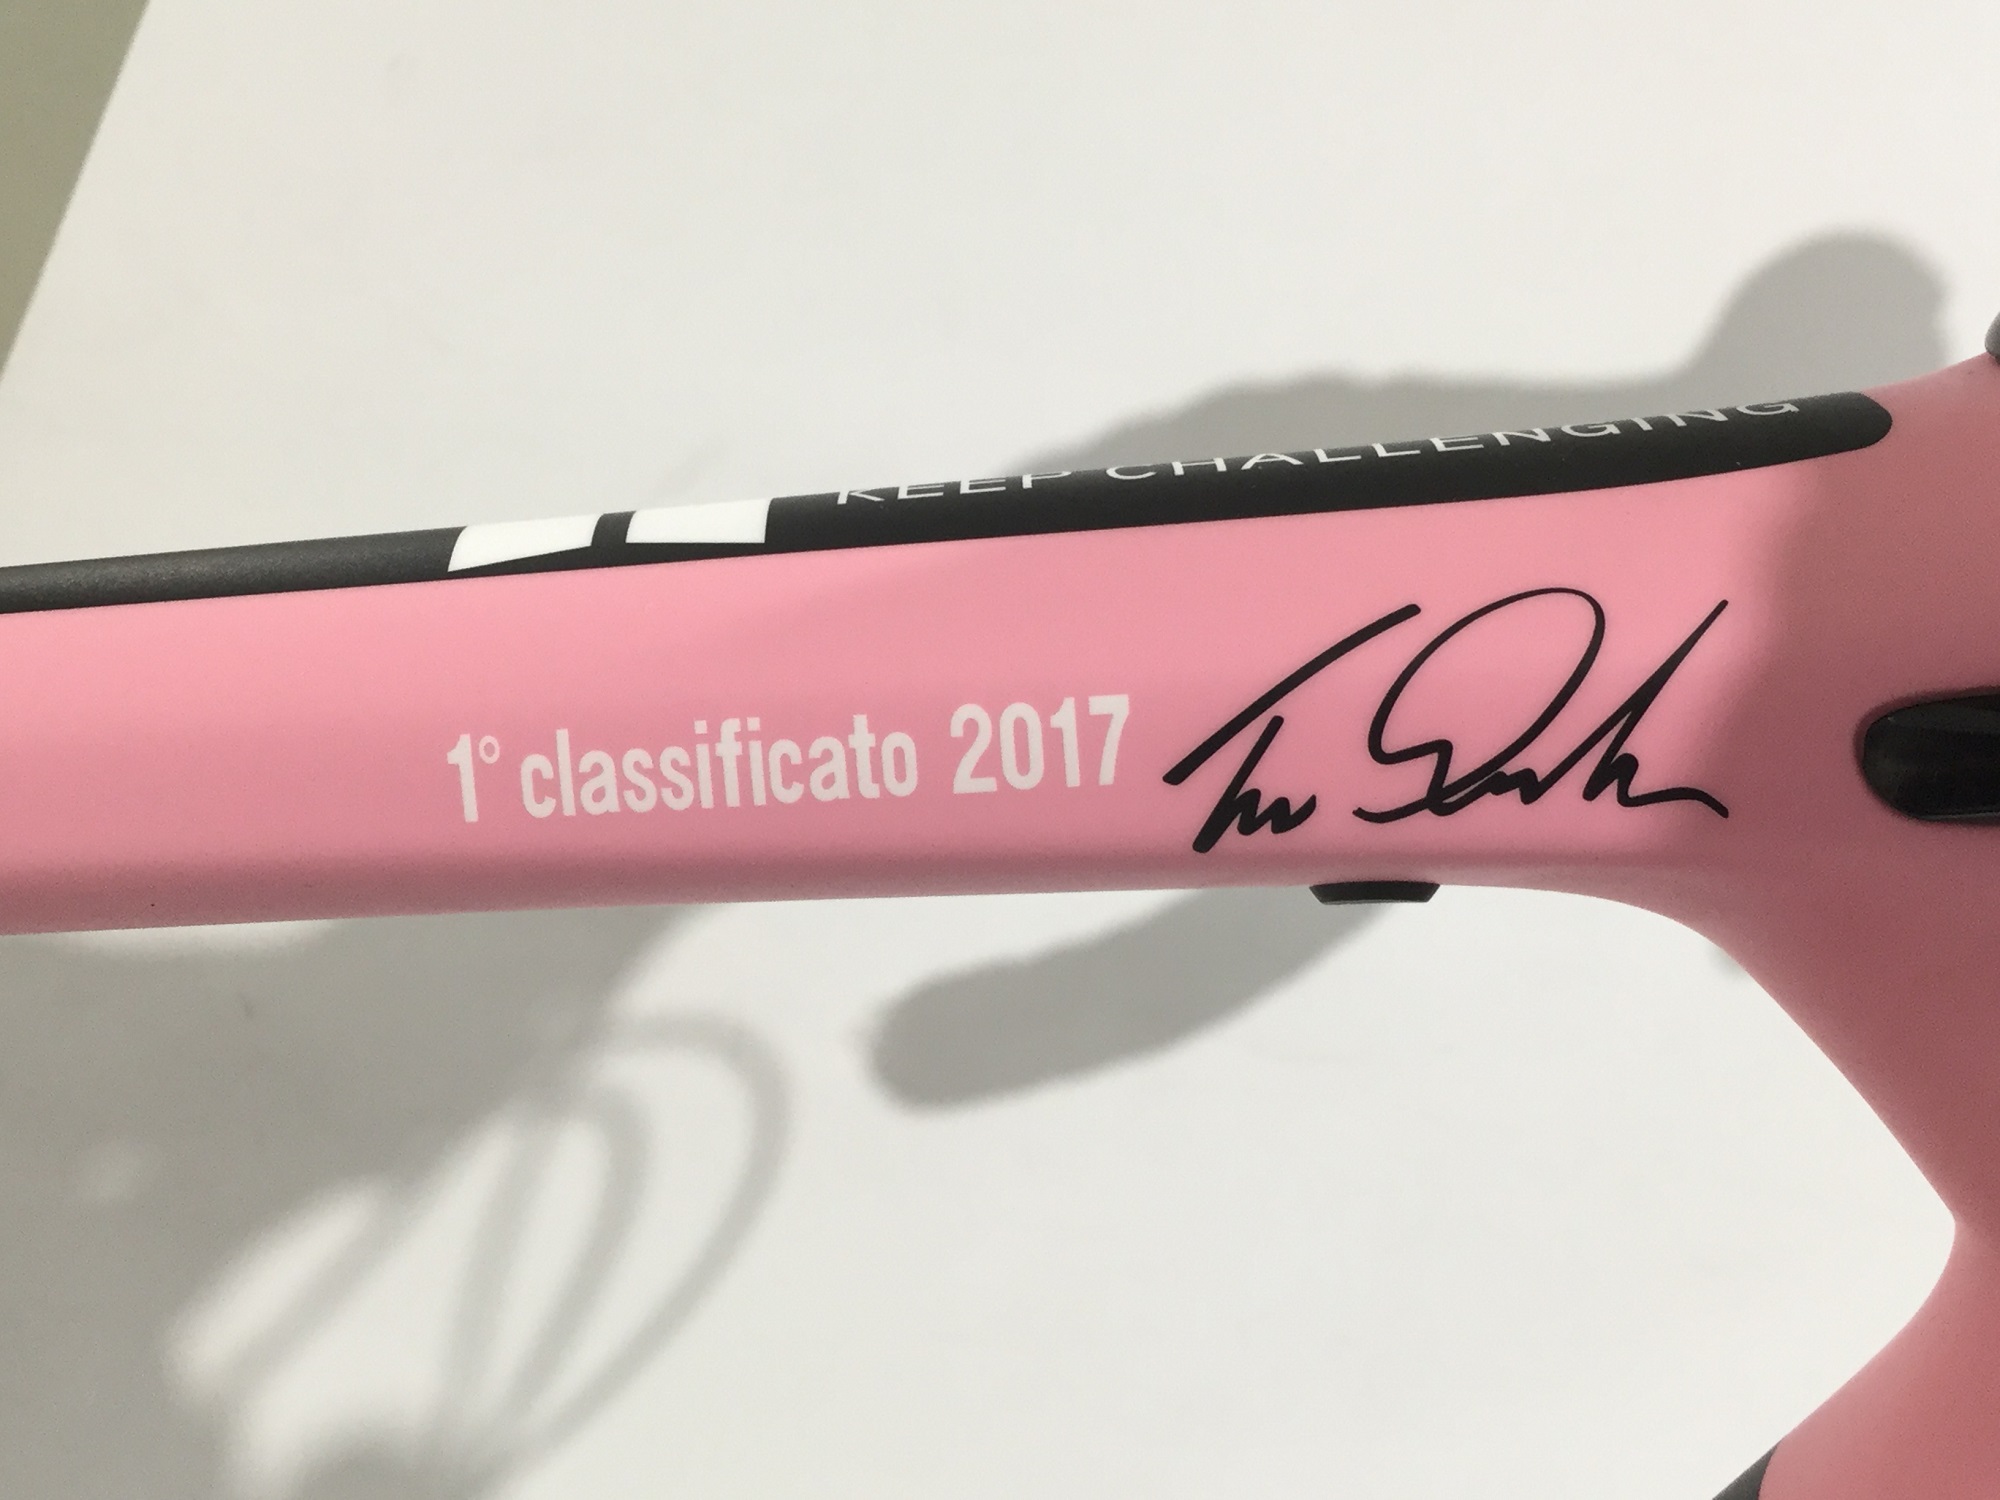 KEEP CHALLENGING
1° classificato 2017